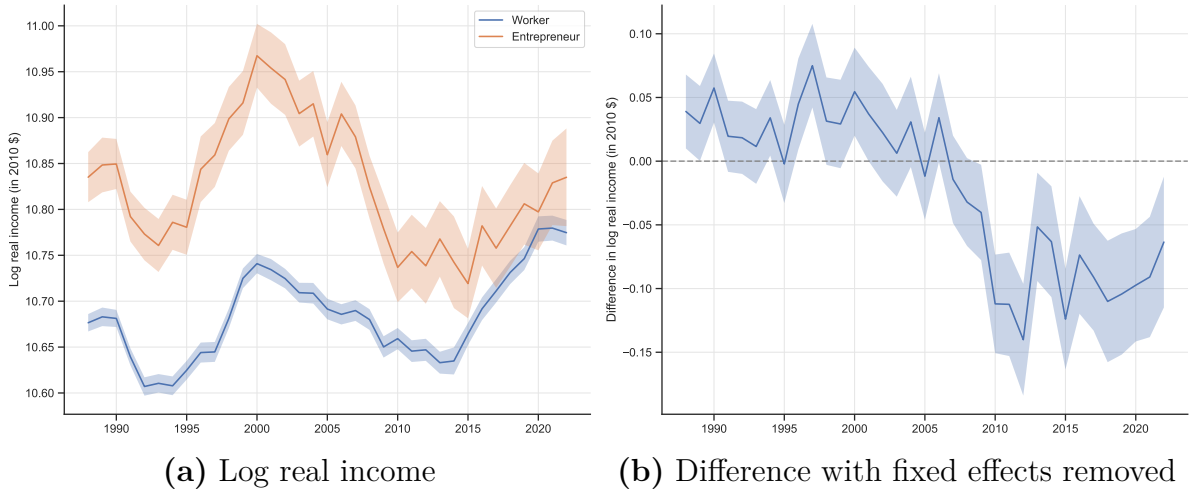 Log real income (in 2010 $)
11.00
10.95
10.90
10.85
10.80
10.75
10.70
10.65
10.60
1990 1995 2000 2005 2010 2015 2020
Worker
Entrepreneur
(a) Log real income
Difference in log real income (in 2010 $)
0.10
0.05
0.00
−0.05
−0.10
−0.15
1990 1995 2000 2005 2010 2015 2020
(b) Difference with fixed effects removed